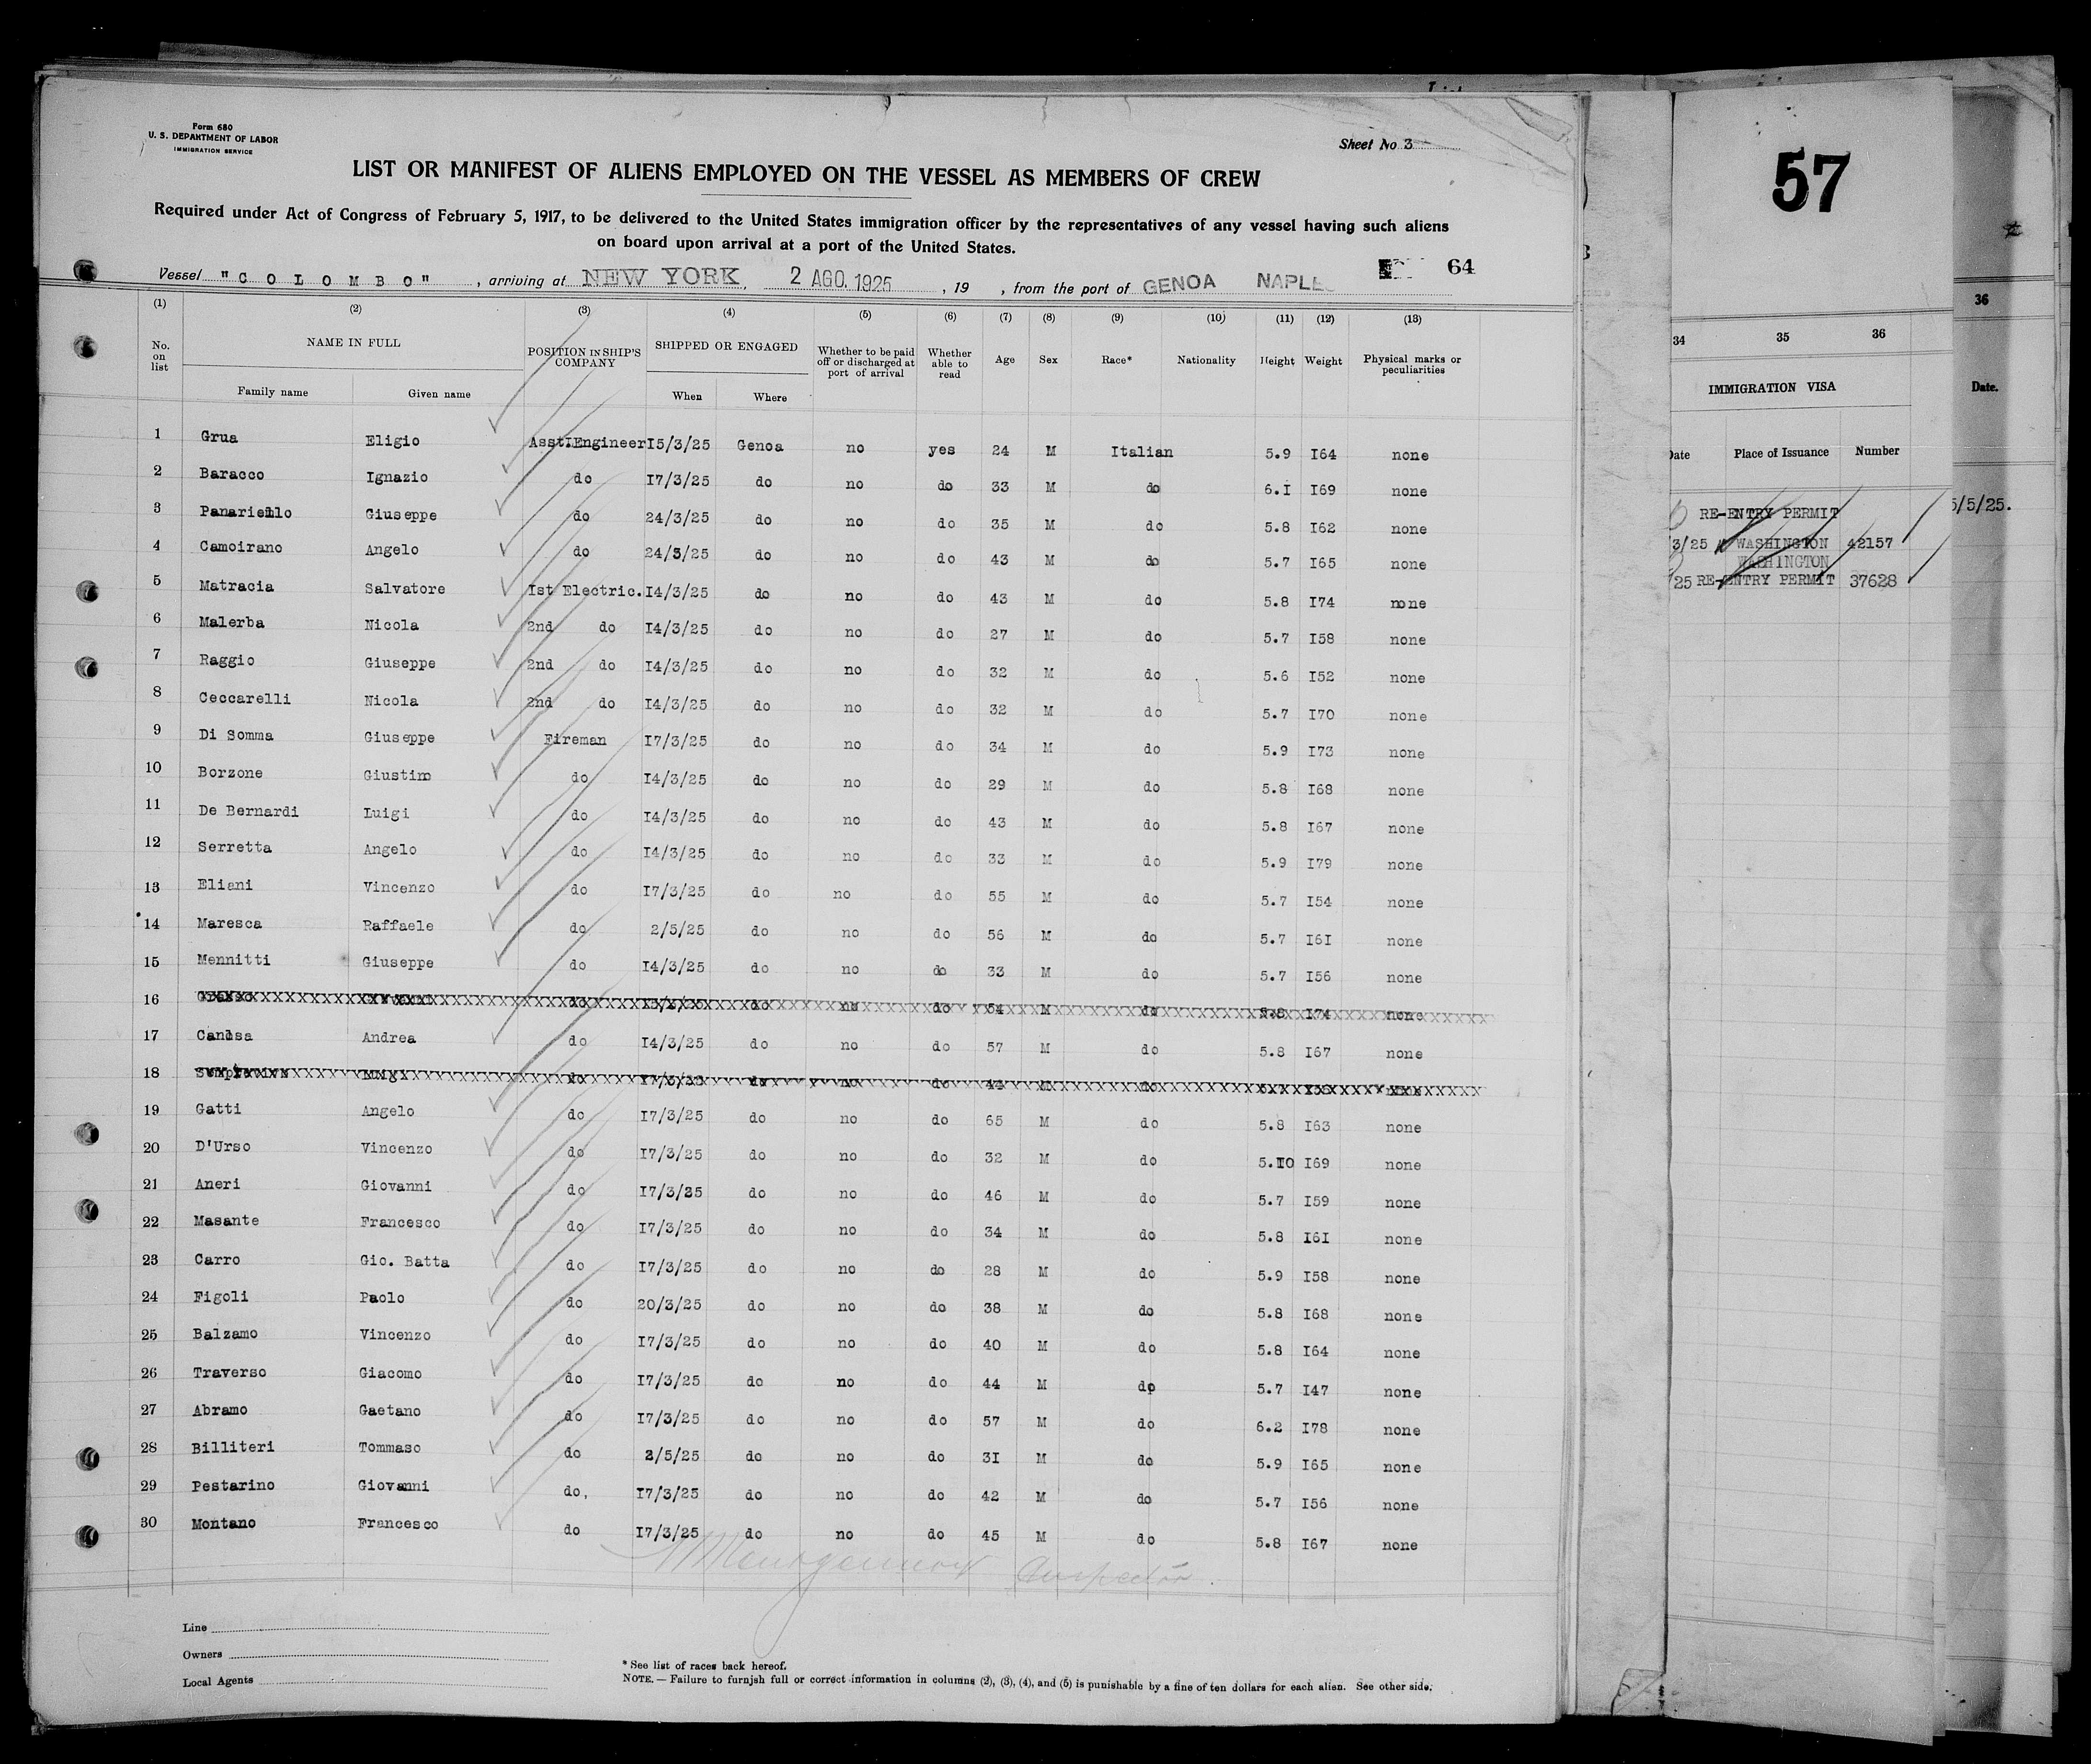 Form 680
U. S. DEPARTMENT OF LABOR
IMMIGRATION SERVICE
Sheet No 3
LIST OR MANIFEST OF ALIENS EMPLOYED ON THE VESSEL AS MEMBERS OF CREW
Required under Act of Congress of February 5, 1917, to be delivered to the United States immigration officer by the representatives of any vessel having such aliens
on board upon arrival at a port of the United States.
64
Vessel "COLOMBO" , arriving at NEW YORK, 2 AGO. 1925 , 19 , from the port of GENOA NAPLE
(1) (2) (3) (4) (5) (6) (7) (8) (9) (10) (11) (12) (13)
No. on list NAME IN FULL POSITION IN SHIP'S COMPANY SHIPPED OR ENGAGED Whether to be paid off or discharged at port of arrival Whether able to read Age Sex Race* Nationality Height Weight Physical marks or peculiarities
Family name Given name When Where
1 Grua Eligio Asst.Engineer I5/3/25 Genoa no yes 24 M Italian 5.9 I64 none
2 Baracco Ignazio do I7/3/25 do no do 33 M do 6.I I69 none
3 Panariello Giuseppe do 24/3/25 do no do 35 M do 5.8 I62 none
4 Camoirano Angelo do 24/3/25 do no do 43 M do 5.7 I65 none
5 Matracia Salvatore Ist Electric. I4/3/25 do no do 43 M do 5.8 I74 none
6 Malerba Nicola 2nd do I4/3/25 do no do 27 M do 5.7 I58 none
7 Raggio Giuseppe 2nd do I4/3/25 do no do 32 M do 5.6 I52 none
8 Ceccarelli Nicola 2nd do I4/3/25 do no do 32 M do 5.7 I70 none
9 Di Somma Giuseppe Fireman I7/3/25 do no do 34 M do 5.9 I73 none
10 Borzone Giustino do I4/3/25 do no do 29 M do 5.8 I68 none
11 De Bernardi Luigi do I4/3/25 do no do 43 M do 5.8 I67 none
12 Serretta Angelo do I4/3/25 do no do 33 M do 5.9 I79 none
13 Eliani Vincenzo do I7/3/25 do no do 55 M do 5.7 I54 none
14 Maresca Raffaele do 2/5/25 do no do 56 M do 5.7 I6I none
15 Mennitti Giuseppe do I4/3/25 do no do 33 M do 5.7 I56 none
16 do do no do 54 M do 5.8 I74 none
17 Canosa Andrea do I4/3/25 do no do 57 M do 5.8 I67 none
18 do do no do 44 M do none
19 Gatti Angelo do I7/3/25 do no do 65 M do 5.8 I63 none
20 D'Urso Vincenzo do I7/3/25 do no do 32 M do 5.I0 I69 none
21 Aneri Giovanni do I7/3/25 do no do 46 M do 5.7 I59 none
22 Masante Francesco do I7/3/25 do no do 34 M do 5.8 I6I none
23 Carro Gio. Batta do I7/3/25 do no do 28 M do 5.9 I58 none
24 Figoli Paolo do 20/3/25 do no do 38 M do 5.8 I68 none
25 Balzamo Vincenzo do I7/3/25 do no do 40 M do 5.8 I64 none
26 Traverso Giacomo do I7/3/25 do no do 44 M do 5.7 I47 none
27 Abramo Gaetano do I7/3/25 do no do 57 M do 6.2 I78 none
28 Billiteri Tommaso do 2/5/25 do no do 3I M do 5.9 I65 none
29 Pestarino Giovanni do, I7/3/25 do no do 42 M do 5.7 I56 none
30 Montano Francesco do I7/3/25 do no do 45 M do 5.8 I67 none
Inspector.
Line
Owners
Local Agents
* See list of races back hereof.
NOTE.— Failure to furnish full or correct information in columns (2), (3), (4), and (5) is punishable by a fine of ten dollars for each alien. See other side.
57
34 35 36
IMMIGRATION VISA
Date Place of Issuance Number
RE-ENTRY PERMIT
3/25 WASHINGTON 42157
WASHINGTON
25 RE-ENTRY PERMIT 37628
36
Date.
5/5/25.